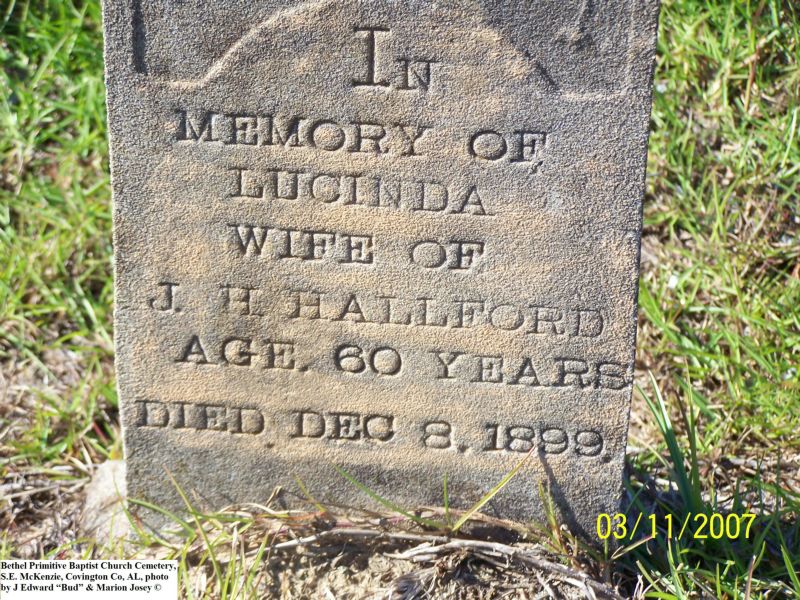 In
MEMORY OF
LUCINDA
WIFE OF
J. H. HALLFORD
AGE. 60 YEARS
DIED DEC 8. 1899.
03/11/2007
Bethel Primitive Baptist Church Cemetery,
S.E. McKenzie, Covington Co, AL, photo
by J Edward “Bud” & Marion Josey ©